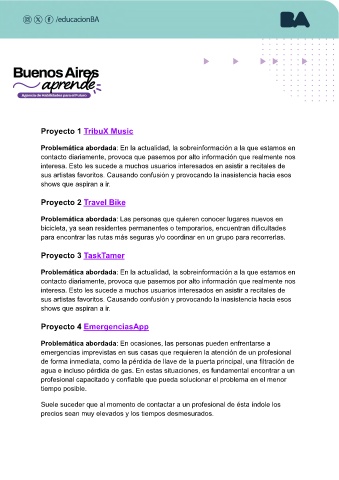 /educacionBA
BA
Buenos Aires
aprende
Agencia de Habilidades para el Futuro
Proyecto 1 TribuX Music
Problemática abordada: En la actualidad, la sobreinformación a la que estamos en
contacto diariamente, provoca que pasemos por alto información que realmente nos
interesa. Esto les sucede a muchos usuarios interesados en asistir a recitales de
sus artistas favoritos. Causando confusión y provocando la inasistencia hacia esos
shows que aspiran a ir.
Proyecto 2 Travel Bike
Problemática abordada: Las personas que quieren conocer lugares nuevos en
bicicleta, ya sean residentes permanentes o temporarios, encuentran dificultades
para encontrar las rutas más seguras y/o coordinar en un grupo para recorrerlas.
Proyecto 3 TaskTamer
Problemática abordada: En la actualidad, la sobreinformación a la que estamos en
contacto diariamente, provoca que pasemos por alto información que realmente nos
interesa. Esto les sucede a muchos usuarios interesados en asistir a recitales de
sus artistas favoritos. Causando confusión y provocando la inasistencia hacia esos
shows que aspiran a ir.
Proyecto 4 EmergenciasApp
Problemática abordada: En ocasiones, las personas pueden enfrentarse a
emergencias imprevistas en sus casas que requieren la atención de un profesional
de forma inmediata, como la pérdida de llave de la puerta principal, una filtración de
agua e incluso pérdida de gas. En estas situaciones, es fundamental encontrar a un
profesional capacitado y confiable que pueda solucionar el problema en el menor
tiempo posible.
Suele suceder que al momento de contactar a un profesional de ésta índole los
precios sean muy elevados y los tiempos desmesurados.